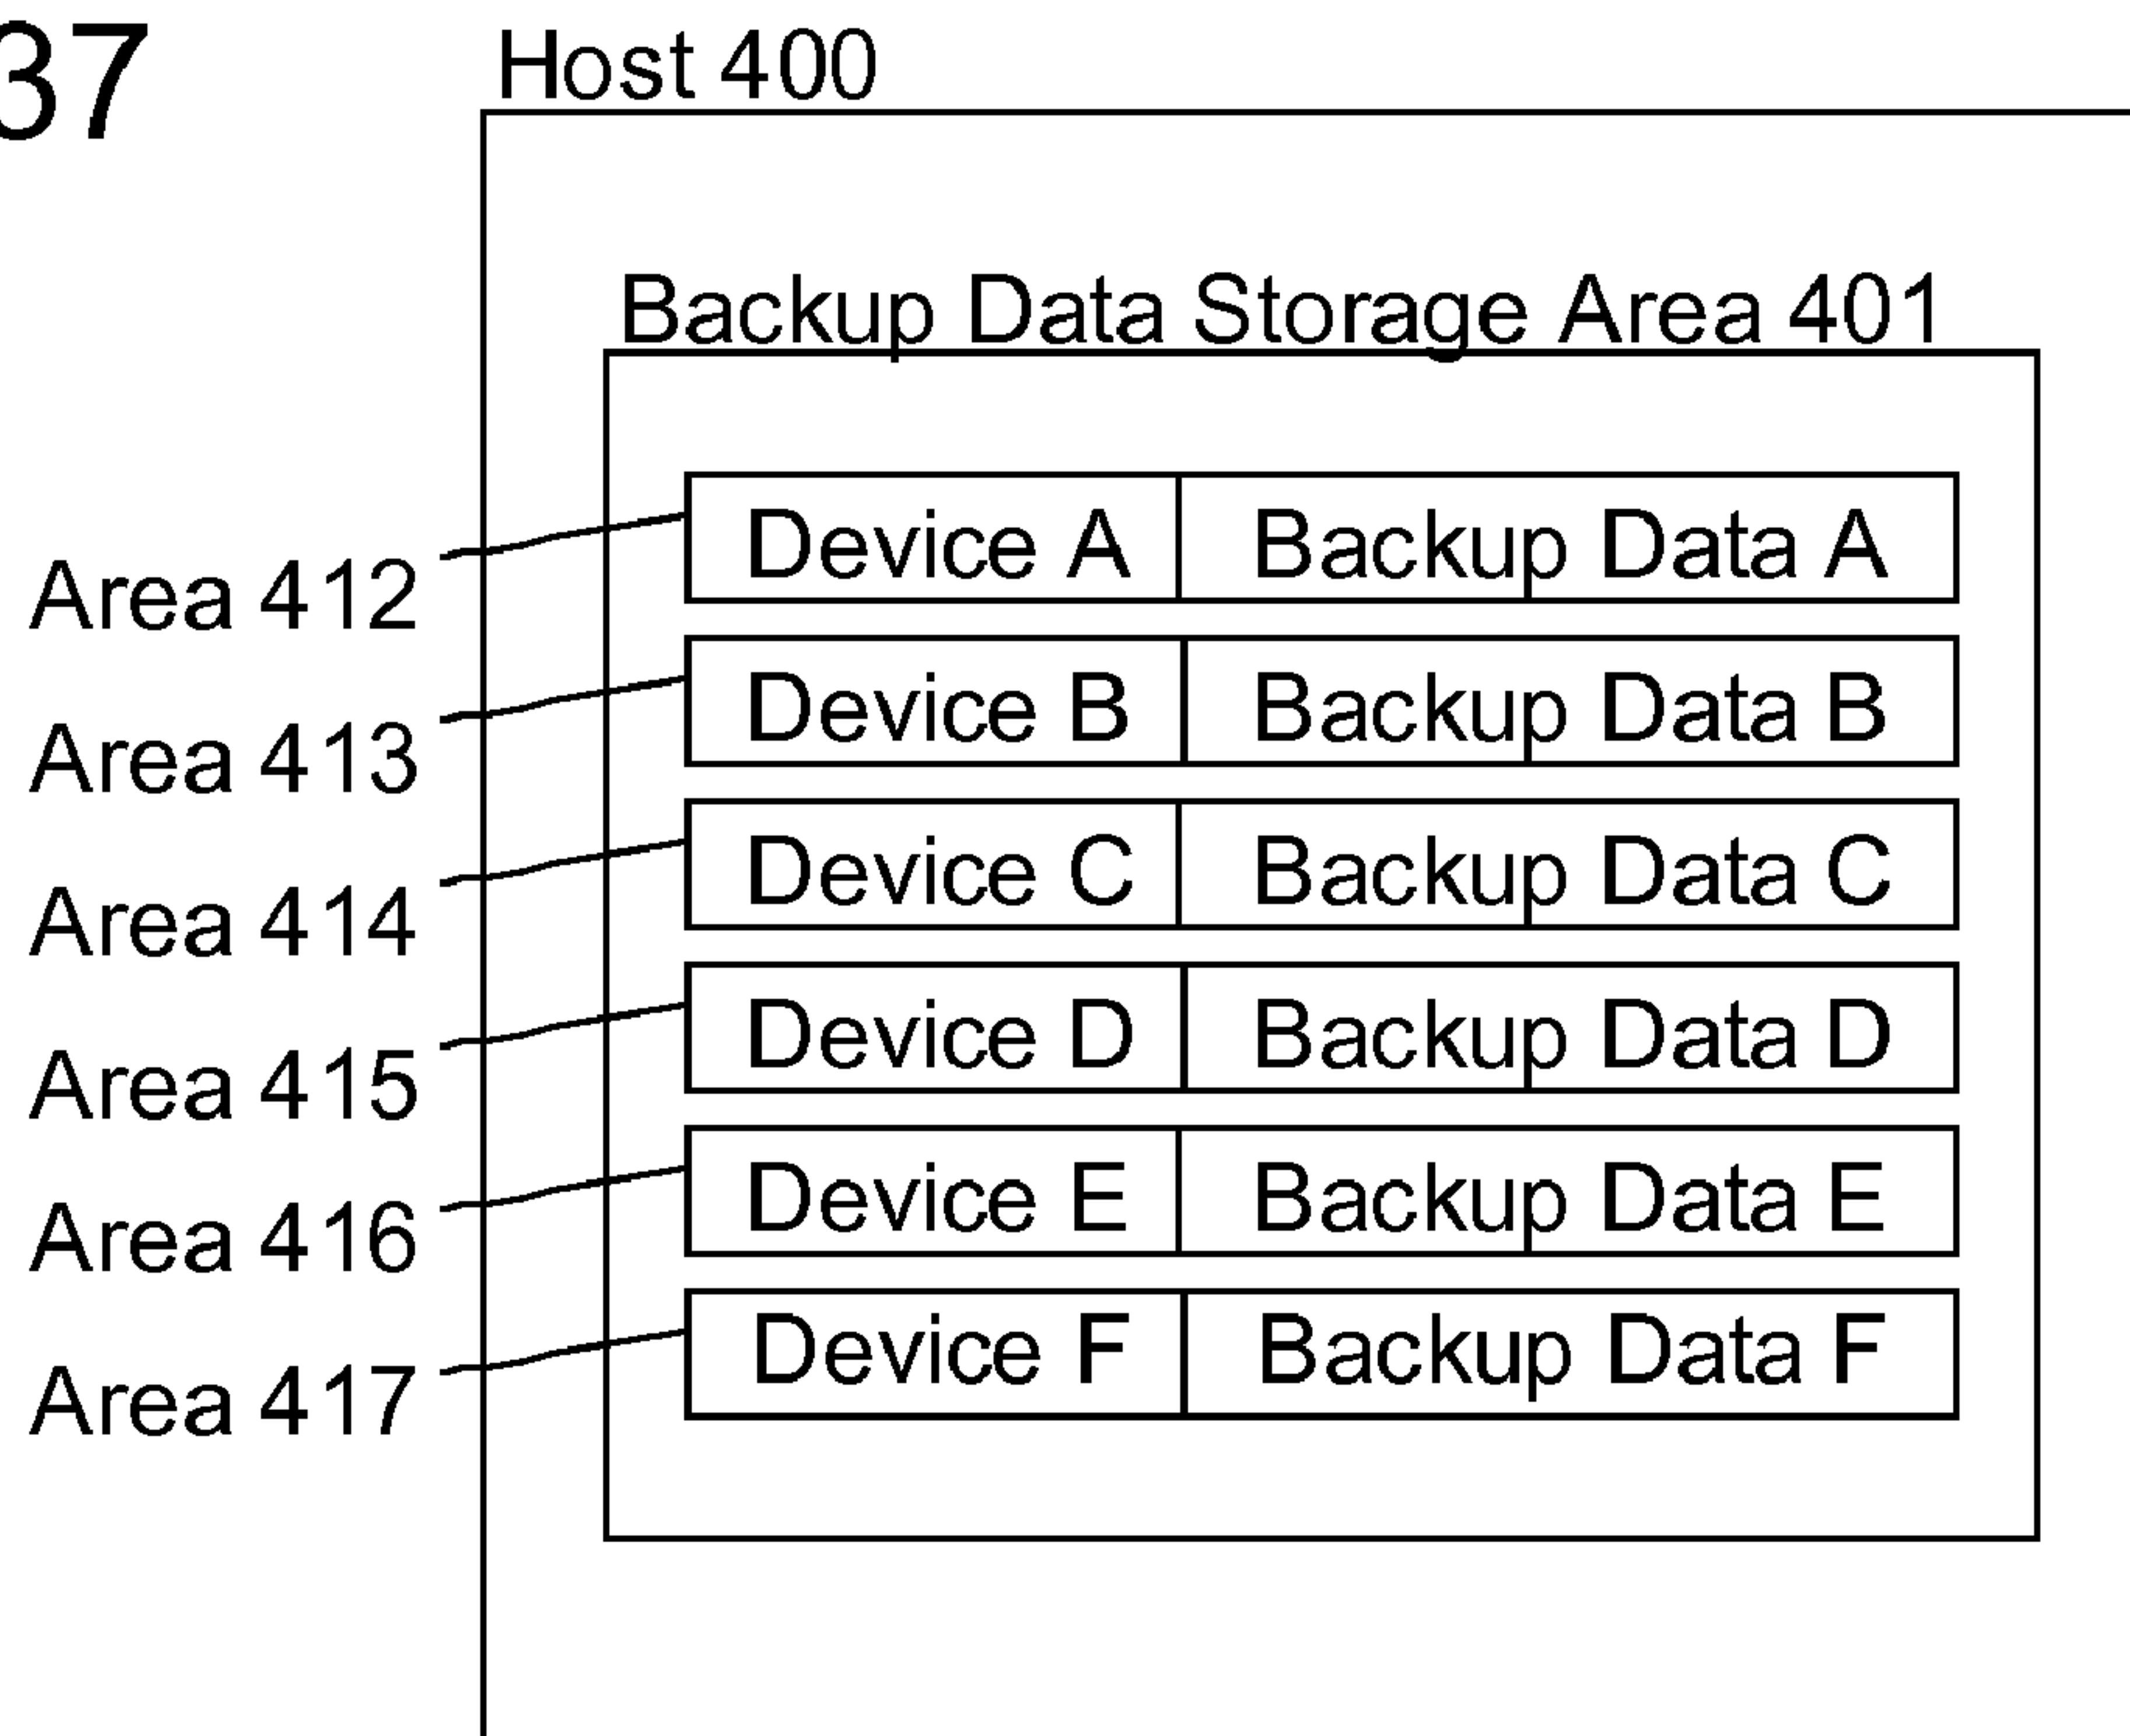 37
Host 400
Backup Data Storage Area 401
Area 412 Device A Backup Data A
Area 413 Device B Backup Data B
Area 414 Device C Backup Data C
Area 415 Device D Backup Data D
Area 416 Device E Backup Data E
Area 417 Device F Backup Data F